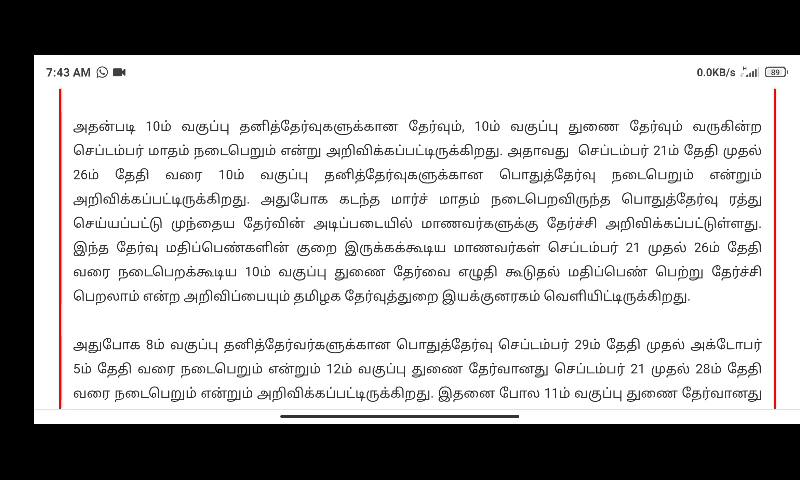 7:43 AM
0.0KB/s
89
அதன்படி 10ம் வகுப்பு தனித்தேர்வுகளுக்கான தேர்வும், 10ம் வகுப்பு துணை தேர்வும் வருகின்ற
செப்டம்பர் மாதம் நடைபெறும் என்று அறிவிக்கப்பட்டிருக்கிறது. அதாவது செப்டம்பர் 21ம் தேதி முதல்
26ம் தேதி வரை 10ம் வகுப்பு தனித்தேர்வுகளுக்கான பொதுத்தேர்வு நடைபெறும் என்றும்
அறிவிக்கப்பட்டிருக்கிறது. அதுபோக கடந்த மார்ச் மாதம் நடைபெறவிருந்த பொதுத்தேர்வு ரத்து
செய்யப்பட்டு முந்தைய தேர்வின் அடிப்படையில் மாணவர்களுக்கு தேர்ச்சி அறிவிக்கப்பட்டுள்ளது.
இந்த தேர்வு மதிப்பெண்களின் குறை இருக்கக்கூடிய மாணவர்கள் செப்டம்பர் 21 முதல் 26ம் தேதி
வரை நடைபெறக்கூடிய 10ம் வகுப்பு துணை தேர்வை எழுதி கூடுதல் மதிப்பெண் பெற்று தேர்ச்சி
பெறலாம் என்ற அறிவிப்பையும் தமிழக தேர்வுத்துறை இயக்குனரகம் வெளியிட்டிருக்கிறது.
அதுபோக 8ம் வகுப்பு தனித்தேர்வர்களுக்கான பொதுத்தேர்வு செப்டம்பர் 29ம் தேதி முதல் அக்டோபர்
5ம் தேதி வரை நடைபெறும் என்றும் 12ம் வகுப்பு துணை தேர்வானது செப்டம்பர் 21 முதல் 28ம் தேதி
வரை நடைபெறும் என்றும் அறிவிக்கப்பட்டிருக்கிறது. இதனை போல 11ம் வகுப்பு துணை தேர்வானது